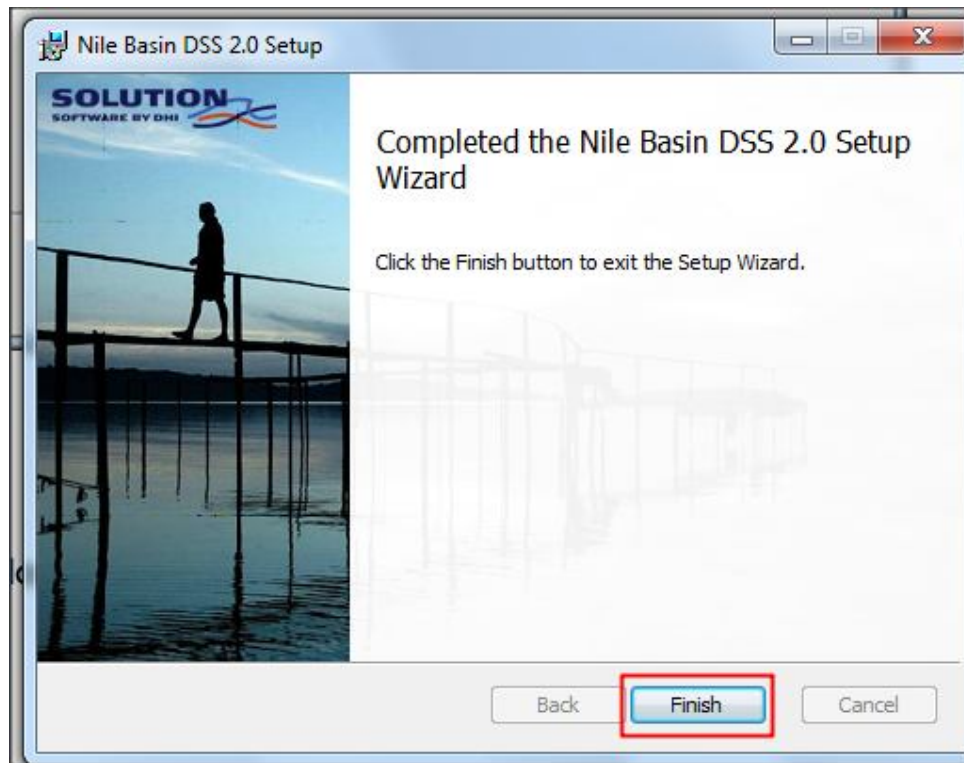 Nile Basin DSS 2.0 Setup
SOLUTION
SOFTWARE BY DHI
Completed the Nile Basin DSS 2.0 Setup
Wizard
Click the Finish button to exit the Setup Wizard.
Back
Finish
Cancel